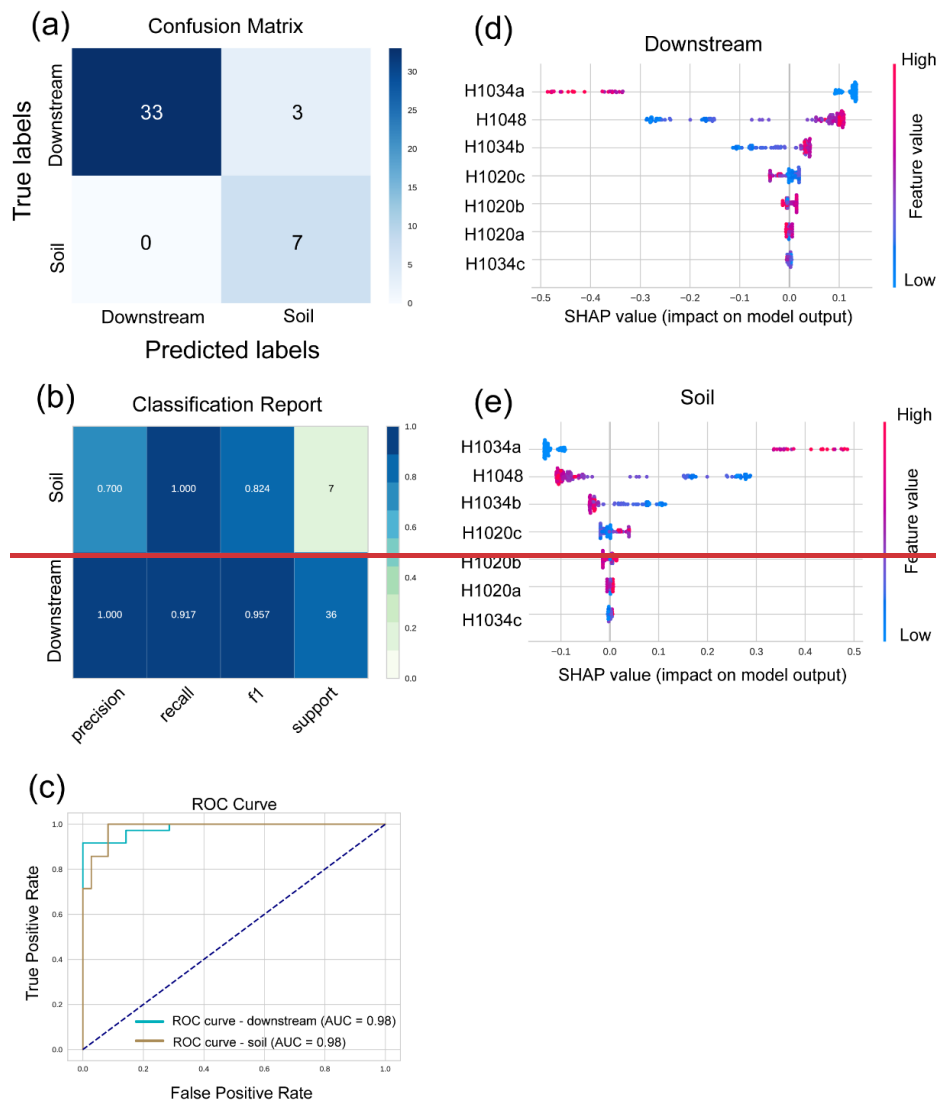 (a)
Confusion Matrix
True labels
Downstream
Soil
33
3
0
7
30
25
20
15
10
5
0
Downstream
Soil
Predicted labels
(b)
Classification Report
Soil
0.700
1.000
0.824
7
Downstream
1.000
0.917
0.957
36
1.0
0.8
0.6
0.4
0.2
0.0
precision
recall
f1
support
(c)
ROC Curve
True Positive Rate
1.0
0.8
0.6
0.4
0.2
0.0
ROC curve - downstream (AUC = 0.98)
ROC curve - soil (AUC = 0.98)
0.0
0.2
0.4
0.6
0.8
1.0
False Positive Rate
(d)
Downstream
H1034a
H1048
H1034b
H1020c
H1020b
H1020a
H1034c
−0.5
−0.4
−0.3
−0.2
−0.1
0.0
0.1
SHAP value (impact on model output)
High
Feature value
Low
(e)
Soil
H1034a
H1048
H1034b
H1020c
H1020b
H1020a
H1034c
−0.1
0.0
0.1
0.2
0.3
0.4
0.5
SHAP value (impact on model output)
High
Feature value
Low